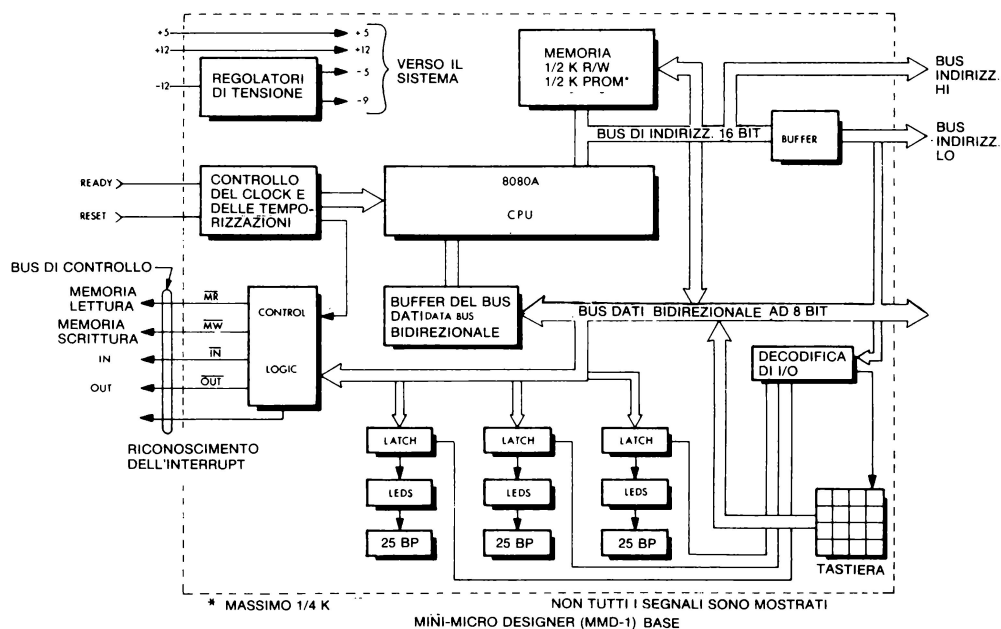 +5
+5
+12
+12
-12
-5
-9
REGOLATORI
DI TENSIONE
VERSO IL
SISTEMA
MEMORIA
1/2 K R/W
1/2 K PROM*
BUS
INDIRIZZ.
HI
BUS DI INDIRIZZ. 16 BIT
BUFFER
BUS
INDIRIZZ.
LO
READY
RESET
CONTROLLO
DEL CLOCK E
DELLE TEMPO-
RIZZAZIONI
8080A
CPU
BUS DI CONTROLLO
MEMORIA
LETTURA
MR
MEMORIA
SCRITTURA
MW
IN
IN
OUT
OUT
CONTROL
LOGIC
BUFFER DEL BUS
DATI DATA BUS
BIDIREZIONALE
BUS DATI BIDIREZIONALE AD 8 BIT
DECODIFICA
DI I/O
RICONOSCIMENTO
DELL'INTERRUPT
LATCH
LATCH
LATCH
LEDS
LEDS
LEDS
25 BP
25 BP
25 BP
TASTIERA
* MASSIMO 1/4 K
NON TUTTI I SEGNALI SONO MOSTRATI
MINI-MICRO DESIGNER (MMD-1) BASE